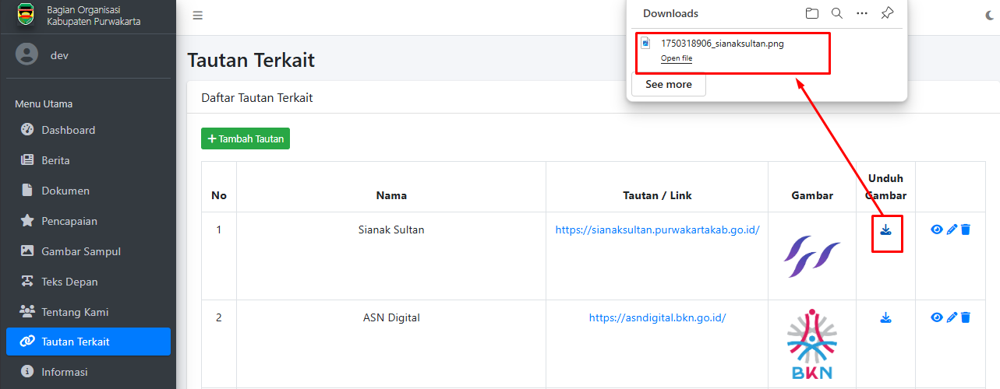 Bagian Organisasi
Kabupaten Purwakarta
dev
Menu Utama
Dashboard
Berita
Dokumen
Pencapaian
Gambar Sampul
Teks Depan
Tentang Kami
Tautan Terkait
Informasi
Downloads
1750318906_sianaksultan.png
Open file
See more
Tautan Terkait
Daftar Tautan Terkait
Tambah Tautan
No Nama Tautan / Link Gambar Unduh Gambar
1 Sianak Sultan https://sianaksultan.purwakartakab.go.id/
2 ASN Digital https://asndigital.bkn.go.id/
BKN